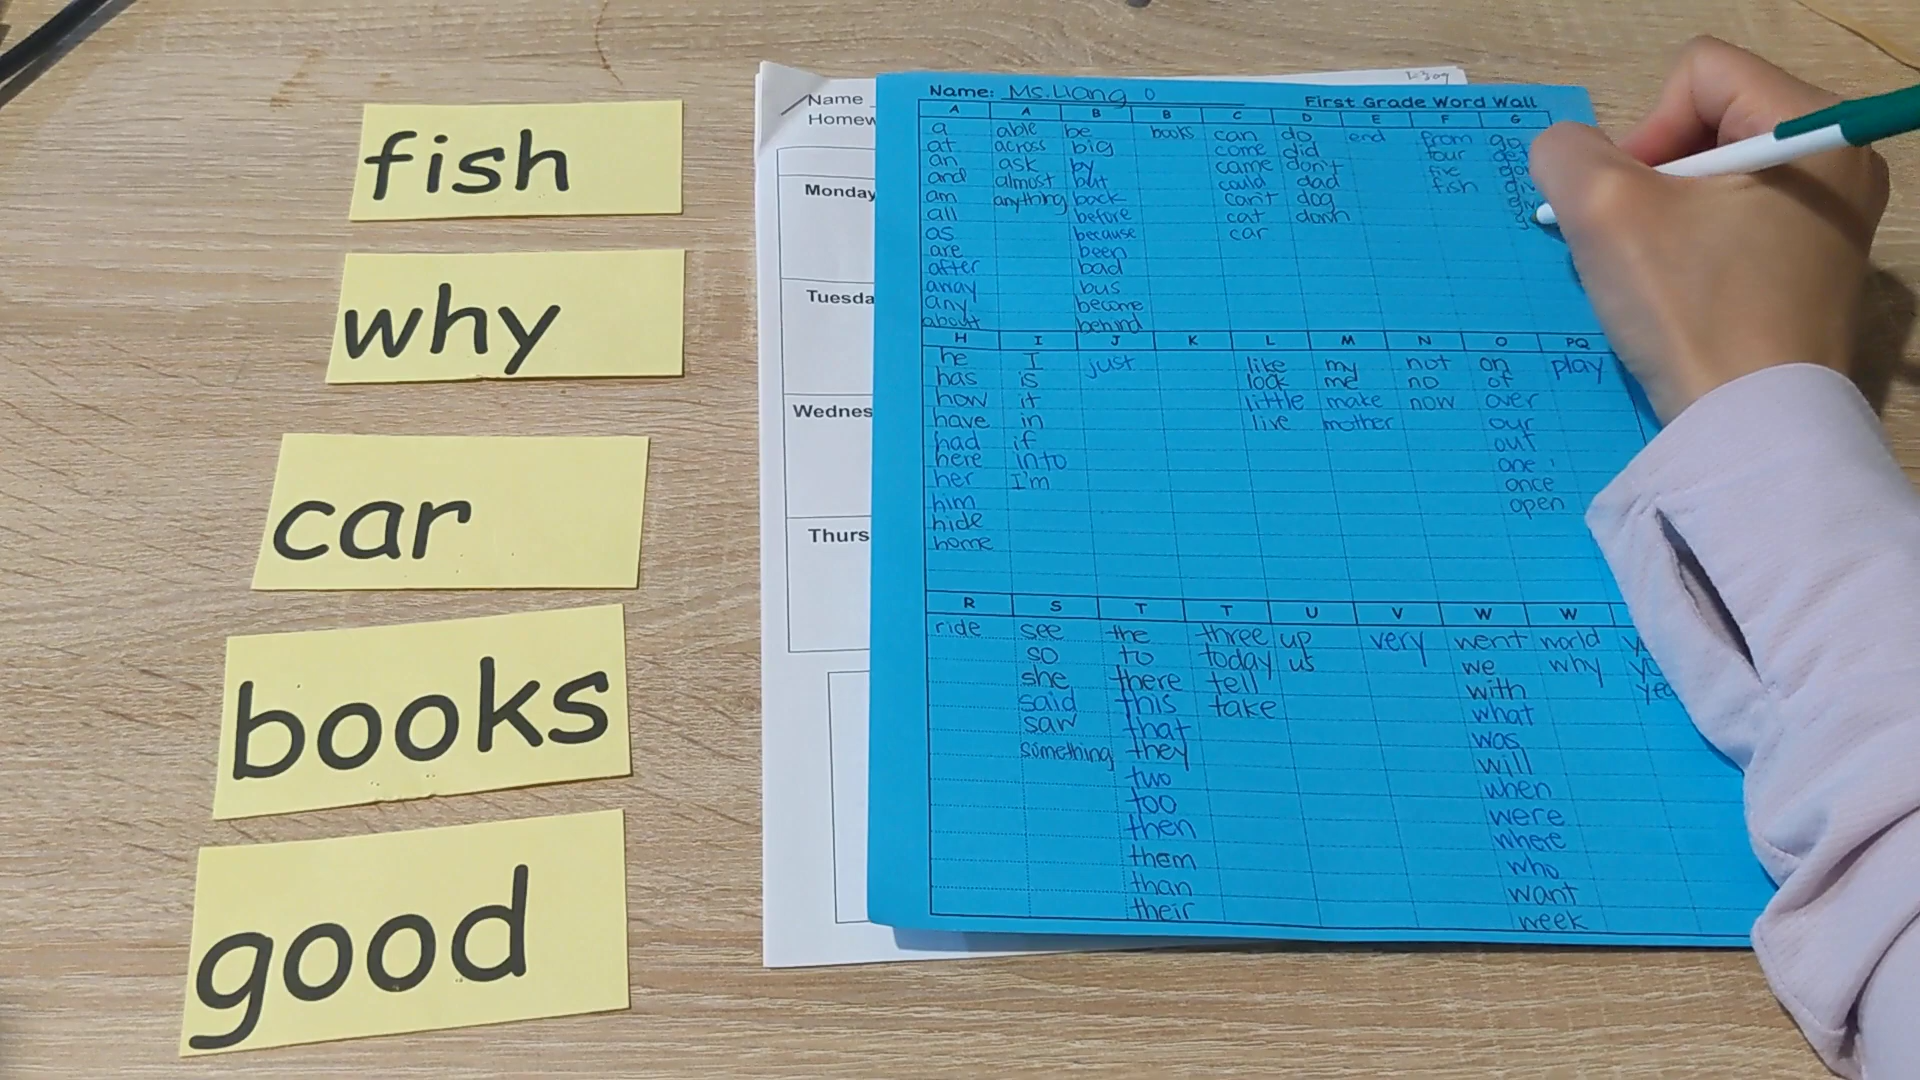 fish
why
car
books
good
Name
Homew
Monday
Tuesda
Wednes
Thurs
Name: Ms. Liang
First Grade Word Wall
A A B B C D E F G
a able be books can do end from go
at across big come did four get
an ask by came don't five
and almost but could dad fish
am anything back can't dog
all before cat down
as because car
are been
after bad
away bus
any become
about behind
H I J K L M N O PQ
he I just like my not on play
has is look me no of
how it little make now over
have in live mother our
had if out
here into one
her I'm once
him open
hide
home
R S T T U V W W
ride see the three up very went world
so to today us we why
she there tell with
said this take what
saw that was
something they will
two when
too were
then where
them who
than want
their week